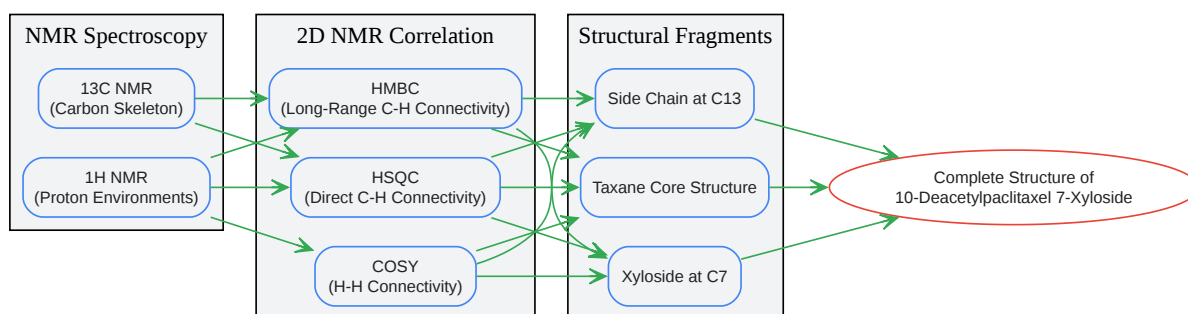 NMR Spectroscopy
13C NMR
(Carbon Skeleton)
1H NMR
(Proton Environments)
2D NMR Correlation
HMBC
(Long-Range C-H Connectivity)
HSQC
(Direct C-H Connectivity)
COSY
(H-H Connectivity)
Structural Fragments
Side Chain at C13
Taxane Core Structure
Xyloside at C7
Complete Structure of
10-Deacetylpaclitaxel 7-Xyloside